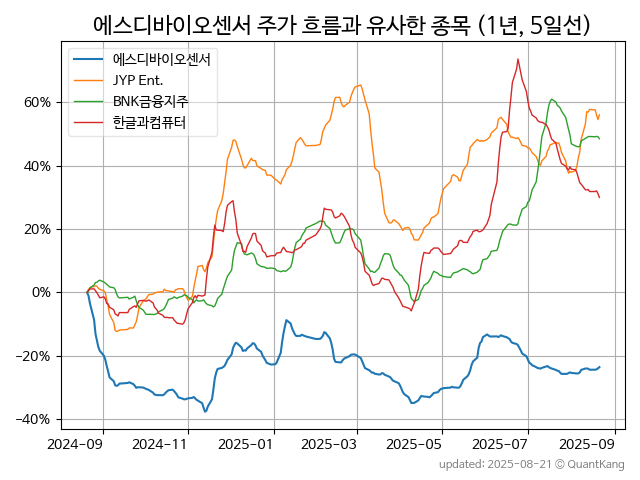 에스디바이오센서 주가 흐름과 유사한 종목 (1년, 5일선)
에스디바이오센서
JYP Ent.
BNK금융지주
한글과컴퓨터
60%
40%
20%
0%
−20%
−40%
2024-09 2024-11 2025-01 2025-03 2025-05 2025-07 2025-09
updated: 2025-08-21 © QuantKang